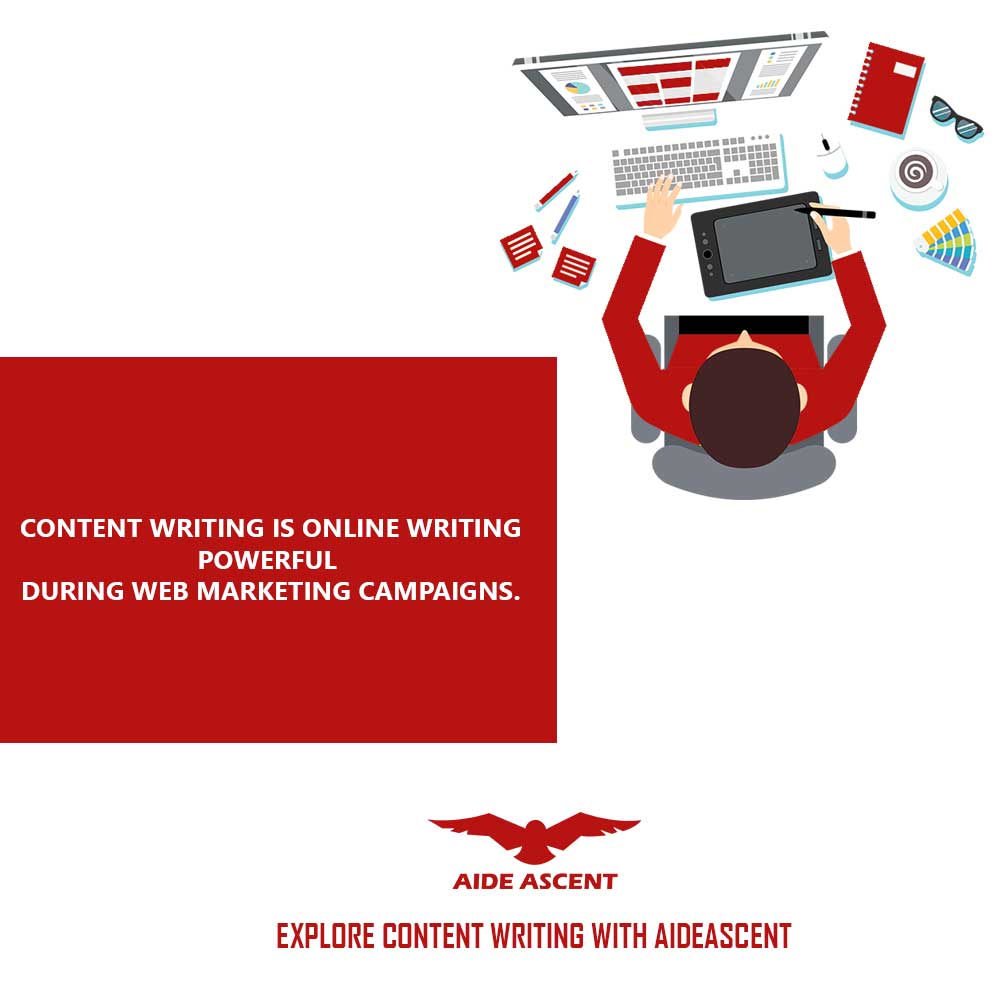 CONTENT WRITING IS ONLINE WRITING
POWERFUL
DURING WEB MARKETING CAMPAIGNS.
AIDE ASCENT
EXPLORE CONTENT WRITING WITH AIDEASCENT